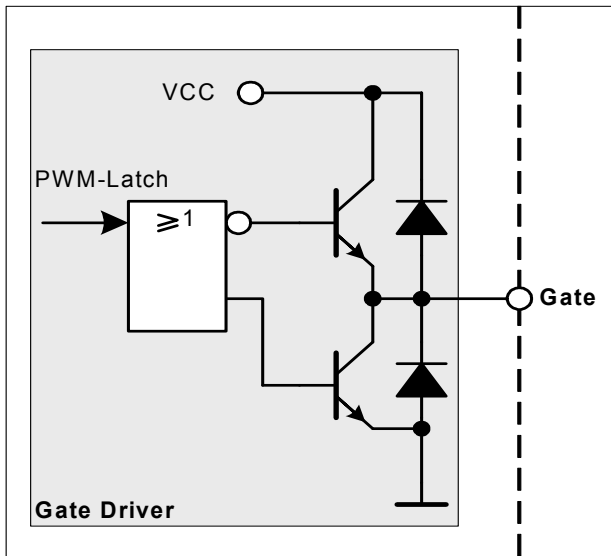 VCC
PWM-Latch
≥1
Gate
Gate Driver